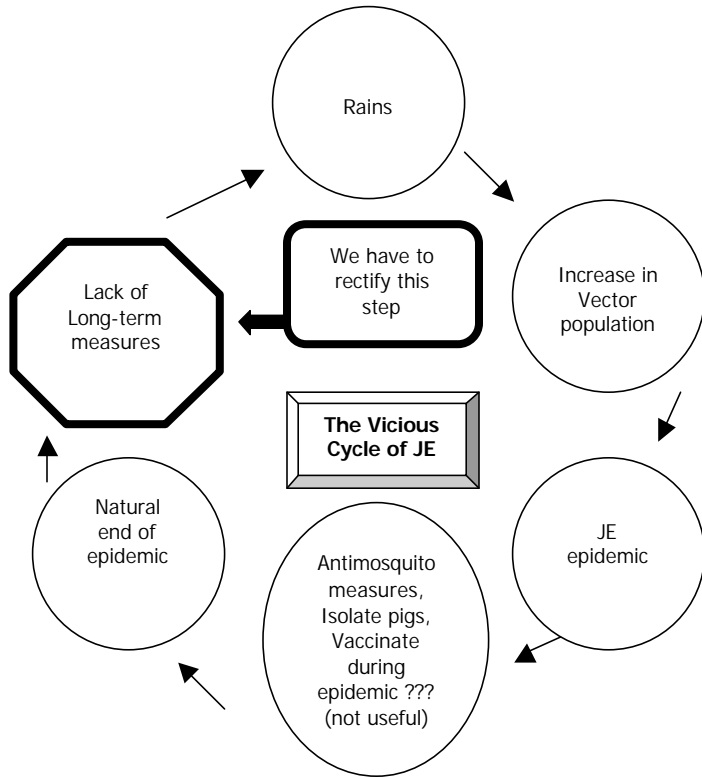 Rains
We have to
rectify this
step
Increase in
Vector
population
Lack of
Long-term
measures
The Vicious
Cycle of JE
JE
epidemic
Antimosquito
measures,
Isolate pigs,
Vaccinate
during
epidemic ???
(not useful)
Natural
end of
epidemic